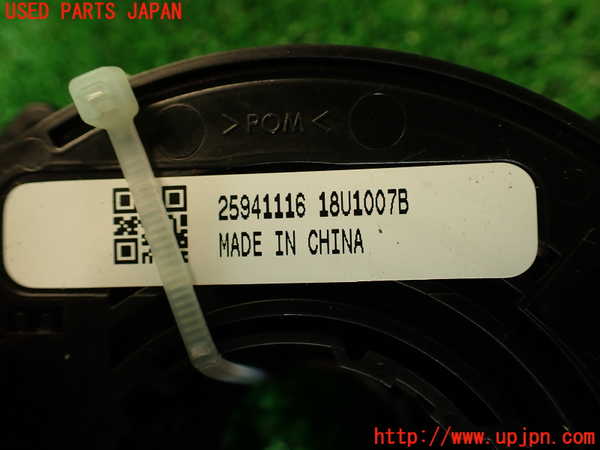 USED PARTS JAPAN
>POM<
25941116 18U1007B
MADE IN CHINA
http://www.upjpn.com/